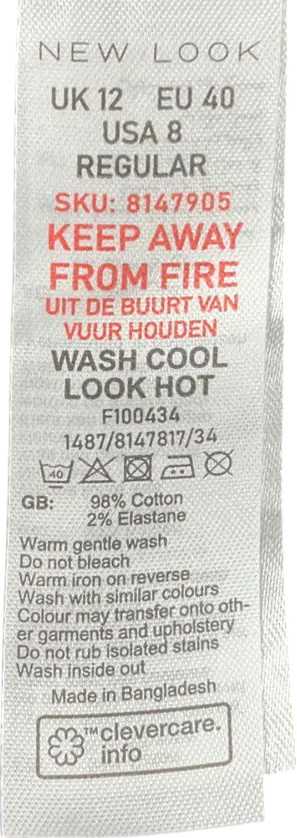 NEW LOOK
UK 12 EU 40
USA 8
REGULAR
SKU: 8147905
KEEP AWAY
FROM FIRE
UIT DE BUURT VAN
VUUR HOUDEN
WASH COOL
LOOK HOT
F100434
1487/8147817/34
40
GB: 98% Cotton
2% Elastane
Warm gentle wash
Do not bleach
Warm iron on reverse
Wash with similar colours
Colour may transfer onto oth-
er garments and upholstery
Do not rub isolated stains
Wash inside out
Made in Bangladesh
™clevercare.
info